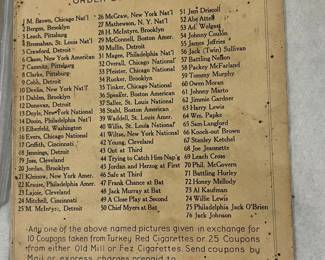 1 M. Brown, Chicago Nat'l
2 Bergen, Brooklyn
3 Leach, Pittsburg
4 Bresnahan, St. Louis Nat'l
5 Crawford, Detroit
6 Chase, New York American
7 Camnitz, Pittsburg
8 Clarke, Pittsburg
9 Cobb, Detroit
10 Devlin, New York Nat'l
11 Dahlen, Brooklyn
12 Donovan, Detroit
13 Doyle, New York National
14 Dooin, Philadelphia Nat'l
15 Elberfeld, Washington
16 Evers, Chicago National
17 Griffith, Cincinnati
18 Jennings, Detroit
19 Joss, Cleveland
20 Jordan, Brooklyn
21 Kleinow, New York Amer.
22 Krause, Philadelphia Amer.
23 Lajoie, Cleveland
24 Mitchell, Cincinnati
25 M. McIntyre, Detroit
26 McGraw, New York Nat'l
27 Mathewson, N. Y. Nat'l
28 H. McIntyre, Brooklyn
29 McConnell, Boston Amer.
30 Mullin, Detroit
31 Magee, Philadelphia Nat'l
32 Overall, Chicago National
33 Pfeister, Chicago National
34 Rucker, Brooklyn
35 Tinker, Chicago National
36 Speaker, Boston American
37 Sallee, St. Louis National
38 Stahl, Boston American
39 Waddell, St. Louis Amer.
40 Willis, St. Louis National
41 Wiltse, New York National
42 Young, Cleveland
43 Out at Third
44 Trying to Catch Him Nap'g
45 Jordan and Herzog at First
46 Safe at Third
47 Frank Chance at Bat
48 Jack Murray at Bat
49 A Close Play at Second
50 Chief Myers at Bat
51 Jem Driscoll
52 Abe Attell
53 Ad. Wolgast
54 Johnny Coulon
55 James Jeffries
56 Jack (Twin) Sullivan
57 Battling Nelson
58 Packey McFarland
59 Tommy Murphy
60 Owen Moran
61 Johnny Marto
62 Jimmie Gardner
63 Harry Lewis
64 Wm. Papke
65 Sam Langford
66 Knock-out Brown
67 Stanley Ketchel
68 Joe Jeannette
69 Leach Cross
70 Phil. McGovern
71 Battling Hurley
72 Honey Mellody
73 Al Kaufman
74 Willie Lewis
75 Philadelphia Jack O'Brien
76 Jack Johnson
Any one of the above named pictures given in exchange for
10 Coupons taken from Turkey Red Cigarettes or 25 Coupons
from either Old Mill or Fez Cigarettes. Send coupons by
Mail or express charges prepaid to